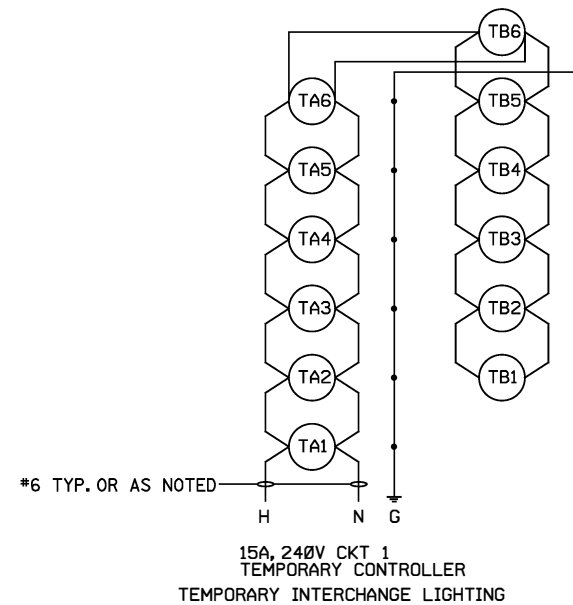 TB6
TA6
TB5
TA5
TB4
TA4
TB3
TA3
TB2
TA2
TB1
TA1
#6 TYP. OR AS NOTED
H N G
15A, 240V CKT 1
TEMPORARY CONTROLLER
TEMPORARY INTERCHANGE LIGHTING